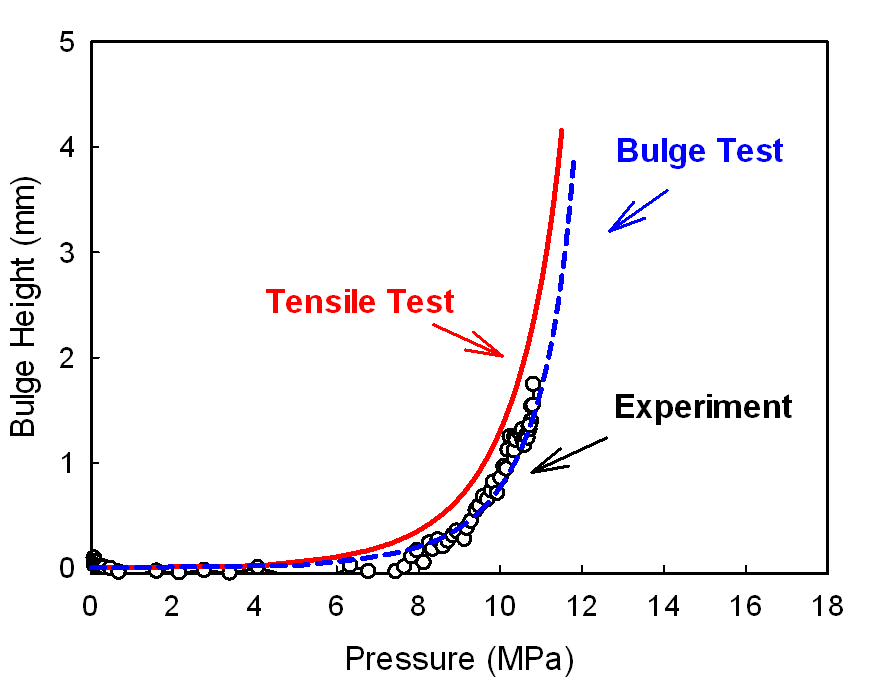 5
4
3
2
1
0
Bulge Height (mm)
Bulge Test
Tensile Test
Experiment
0 2 4 6 8 10 12 14 16 18
Pressure (MPa)